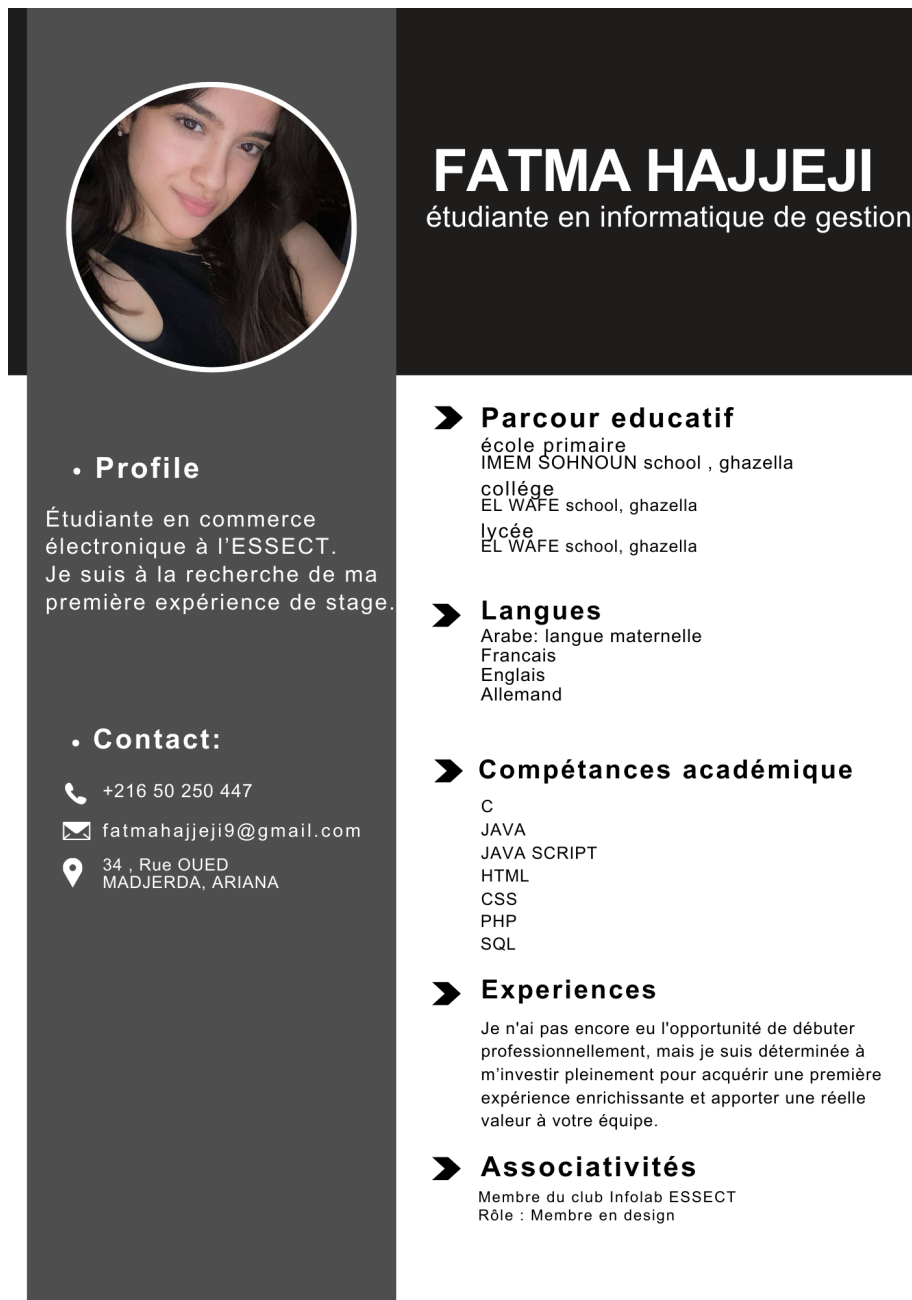 FATMA HAJJEJI
étudiante en informatique de gestion
Profile
Étudiante en commerce
électronique à l'ESSECT.
Je suis à la recherche de ma
première expérience de stage.
Contact:
+216 50 250 447
fatmahajjeji9@gmail.com
34 , Rue OUED
MADJERDA, ARIANA
Parcour educatif
école primaire
IMEM SOHNOUN school , ghazella
collége
EL WAFE school, ghazella
lycée
EL WAFE school, ghazella
Langues
Arabe: langue maternelle
Francais
Englais
Allemand
Compétances académique
C
JAVA
JAVA SCRIPT
HTML
CSS
PHP
SQL
Experiences
Je n'ai pas encore eu l'opportunité de débuter
professionnellement, mais je suis déterminée à
m'investir pleinement pour acquérir une première
expérience enrichissante et apporter une réelle
valeur à votre équipe.
Associativités
Membre du club Infolab ESSECT
Rôle : Membre en design